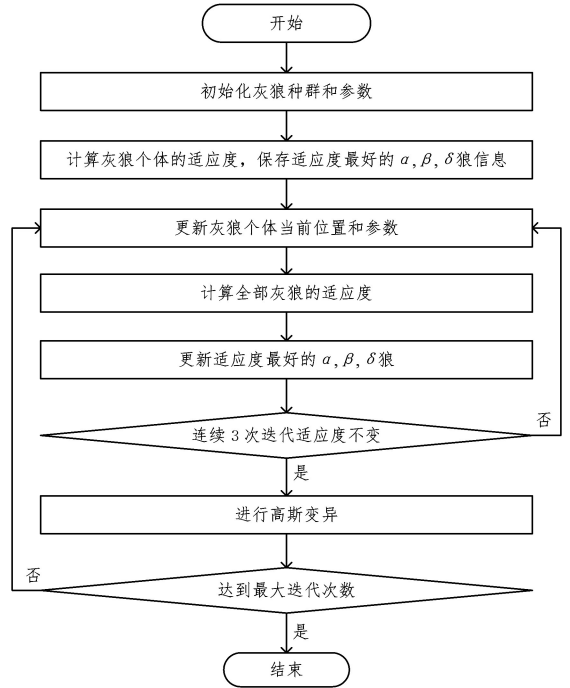 开始
初始化灰狼种群和参数
计算灰狼个体的适应度，保存适应度最好的 α, β, δ狼信息
更新灰狼个体当前位置和参数
计算全部灰狼的适应度
更新适应度最好的 α, β, δ狼
连续 3 次迭代适应度不变
否
是
进行高斯变异
否
达到最大迭代次数
是
结束